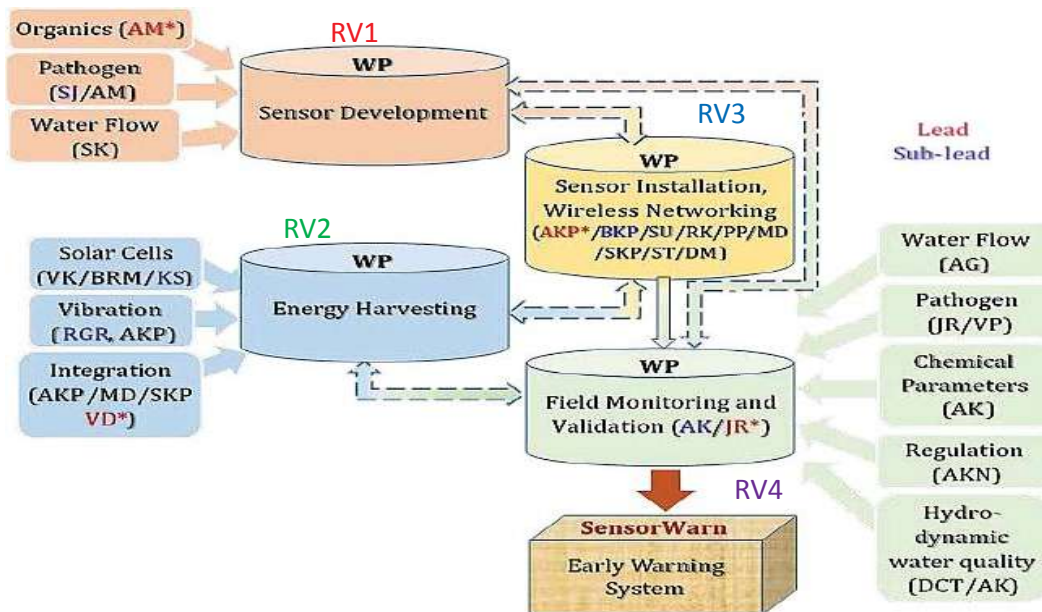 Organics (AM*)
Pathogen
(SJ/AM)
Water Flow
(SK)
RV1
WP
Sensor Development
RV3
Lead
Sub-lead
WP
Sensor Installation,
Wireless Networking
(AKP*/BKP/SU/RK/PP/MD
/SKP/ST/DM)
RV2
Solar Cells
(VK/BRM/KS)
Vibration
(RGR, AKP)
Integration
(AKP/MD/SKP
VD*)
WP
Energy Harvesting
WP
Field Monitoring and
Validation (AK/JR*)
Water Flow
(AG)
Pathogen
(JR/VP)
Chemical
Parameters
(AK)
Regulation
(AKN)
Hydro-
dynamic
water quality
(DCT/AK)
RV4
SensorWarn
Early Warning
System